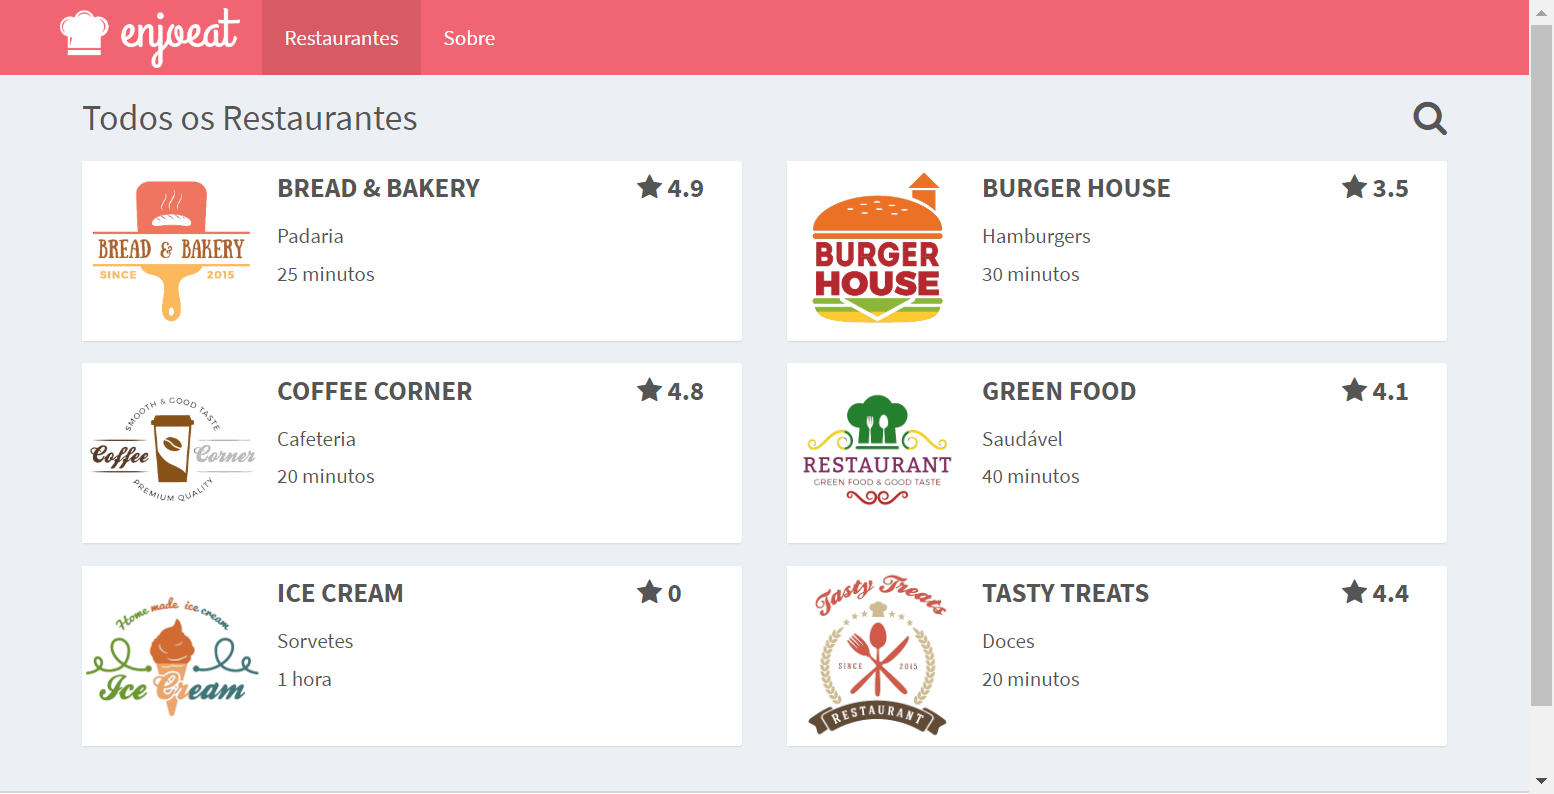 enjoeat
Restaurantes
Sobre
Todos os Restaurantes
BREAD & BAKERY
SINCE 2015
BREAD & BAKERY
4.9
Padaria
25 minutos
BURGER
HOUSE
BURGER HOUSE
3.5
Hamburgers
30 minutos
SMOOTH & GOOD TASTE
Coffee Corner
PREMIUM QUALITY
COFFEE CORNER
4.8
Cafeteria
20 minutos
RESTAURANT
GREEN FOOD & GOOD TASTE
GREEN FOOD
4.1
Saudável
40 minutos
Home made ice cream
Ice Cream
ICE CREAM
0
Sorvetes
1 hora
Tasty Treats
SINCE 2015
RESTAURANT
TASTY TREATS
4.4
Doces
20 minutos